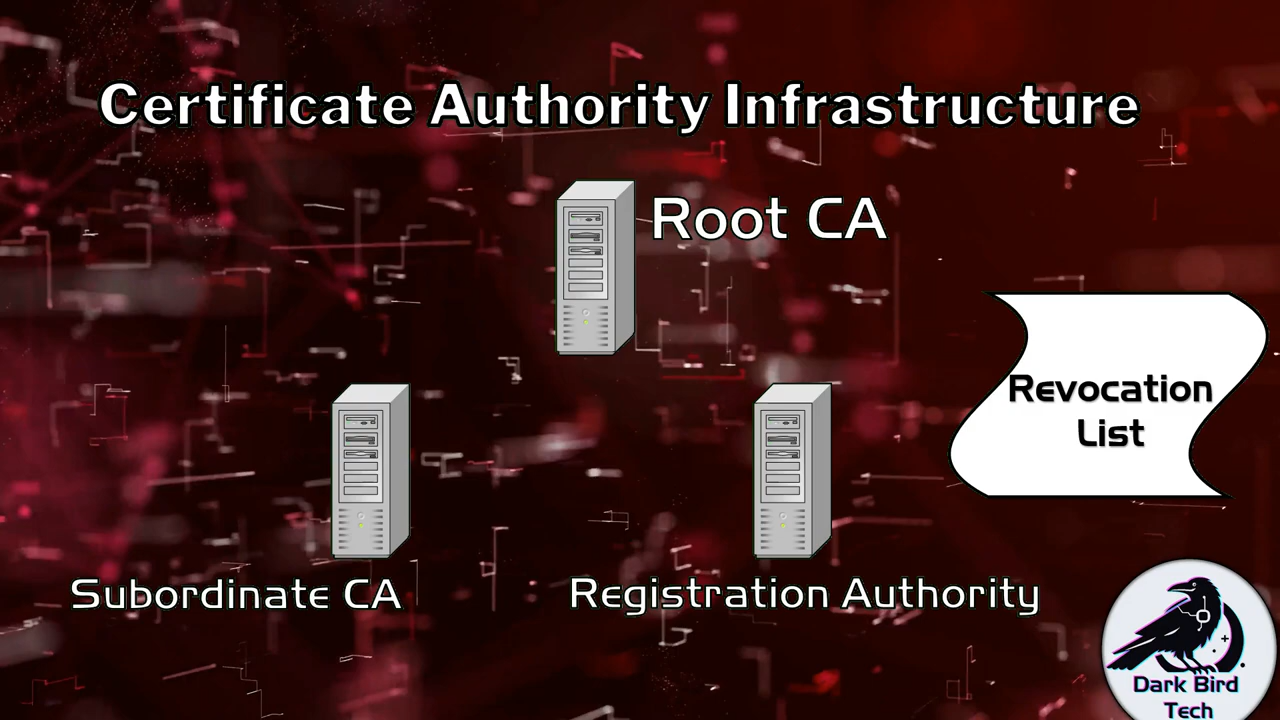 Certificate Authority Infrastructure
Root CA
Revocation
List
Subordinate CA
Registration Authority
Dark Bird
Tech